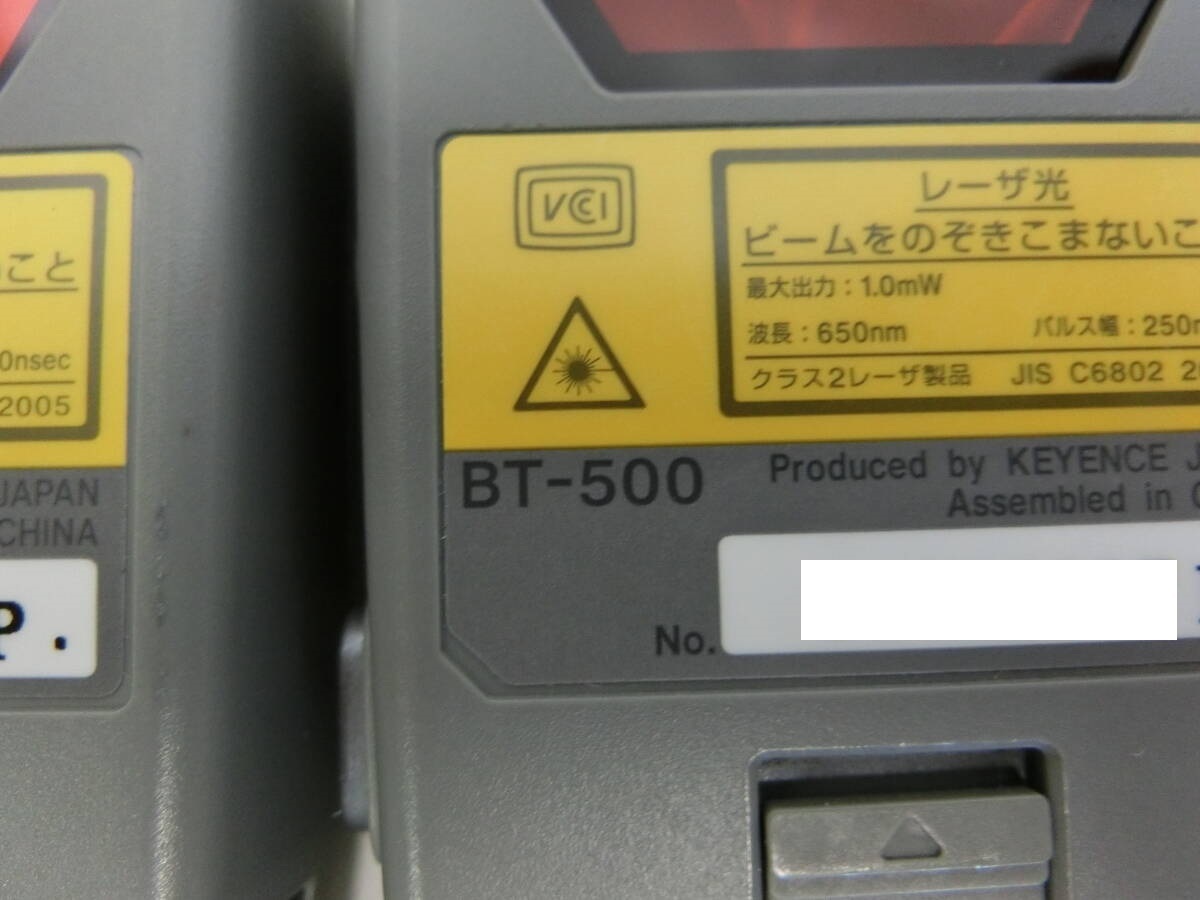 こと
0nsec
2005
JAPAN
CHINA
P.
VCCI
レーザ光
ビームをのぞきこまないこ
最大出力：1.0mW
波長：650nm パルス幅：250n
クラス2レーザ製品 JIS C6802 20
BT-500
Produced by KEYENCE J
Assembled in C
No.